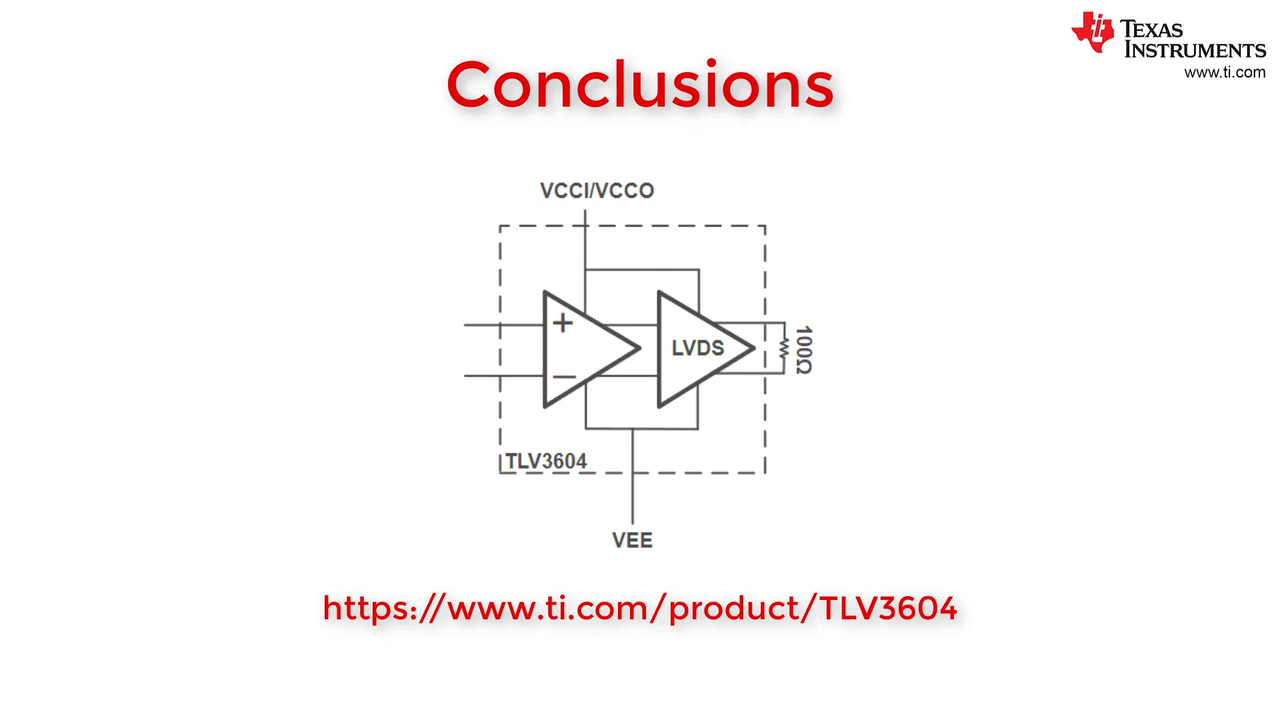 TEXAS
INSTRUMENTS
www.ti.com
Conclusions
VCCI/VCCO
+
−
LVDS
100Ω
TLV3604
VEE
https://www.ti.com/product/TLV3604